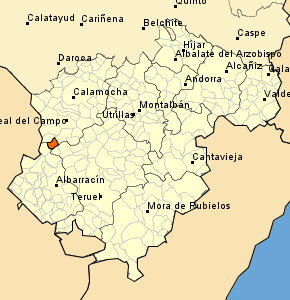 Quinto
Calatayud
Cariñena
Belchite
Caspe
Híjar
Daroca
Albalate del Arzobispo
Alcañiz
Cala
Andorra
Calamocha
Valde
Montalbán
Utrillas
eal del Campo
Cantavieja
Albarracín
Teruel
Mora de Rubielos